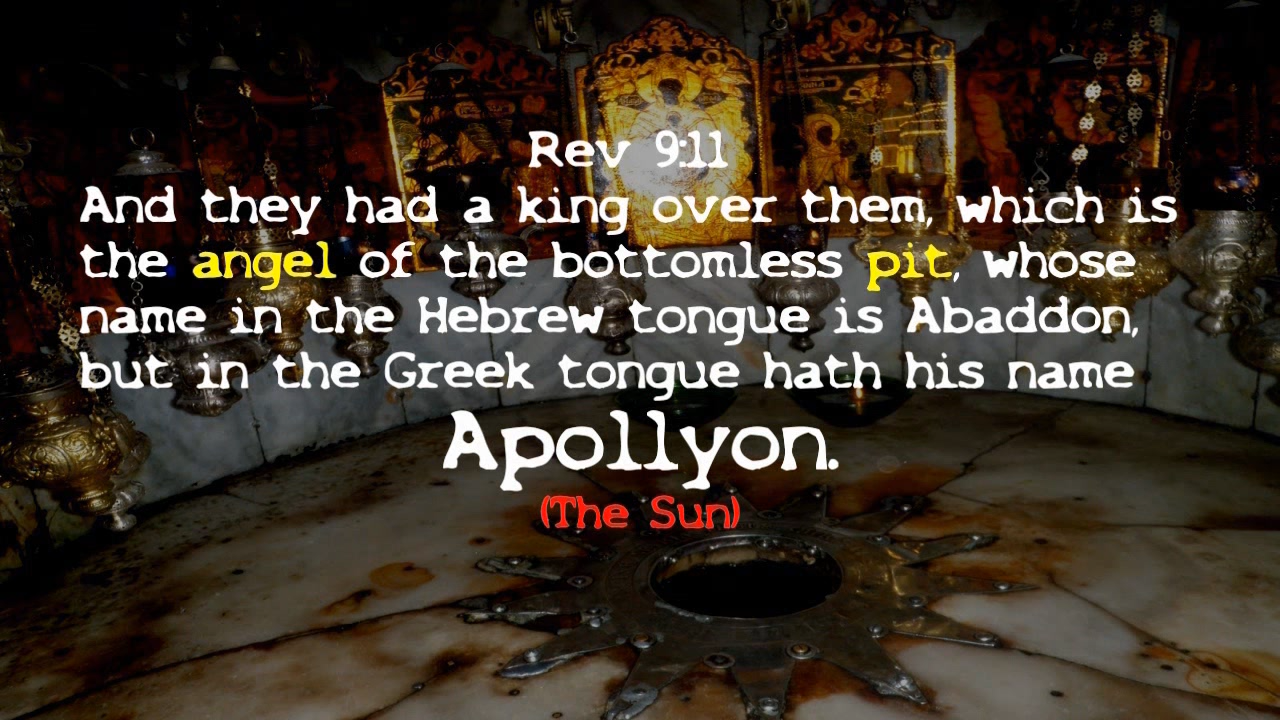 Rev 9:11
And they had a king over them, which is
the angel of the bottomless pit, whose
name in the Hebrew tongue is Abaddon,
but in the Greek tongue hath his name
Apollyon.
(The Sun)